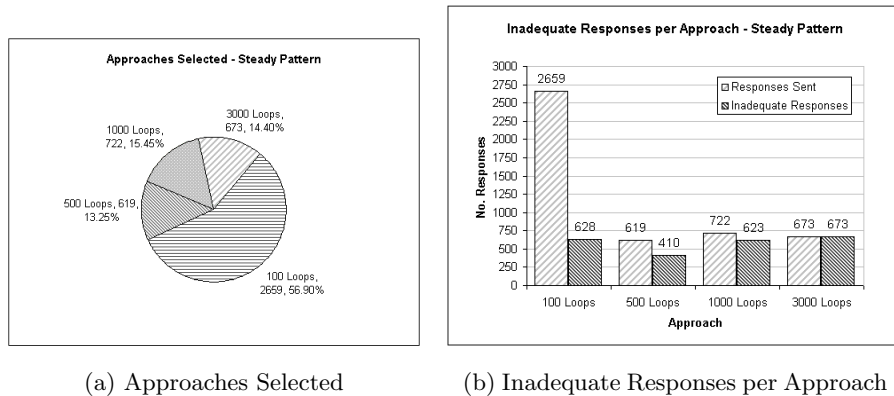 Approaches Selected - Steady Pattern
3000 Loops,
673, 14.40%
1000 Loops,
722, 15.45%
500 Loops, 619,
13.25%
100 Loops,
2659, 56.90%
(a) Approaches Selected
Inadequate Responses per Approach - Steady Pattern
No. Responses
3000
2750
2500
2250
2000
1750
1500
1250
1000
750
500
250
0
2659
628
619
410
722
623
673
673
Responses Sent
Inadequate Responses
100 Loops
500 Loops
1000 Loops
3000 Loops
Approach
(b) Inadequate Responses per Approach